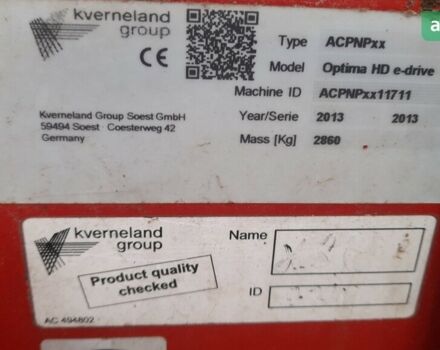 kverneland
group
CE
Type ACPNPxx
Model Optima HD e-drive
Machine ID ACPNPxx11711
Kverneland Group Soest GmbH
59494 Soest Coesterweg 42
Germany
Year/Serie 2013 2013
Mass [Kg] 2860
kverneland
group
Name
Product quality
checked
ID
AC 494802